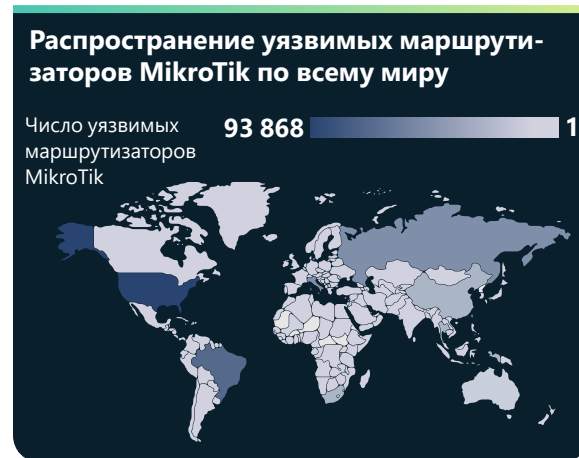 Распространение уязвимых маршрути-
заторов MikroTik по всему миру
Число уязвимых
маршрутизаторов
MikroTik
93 868
1